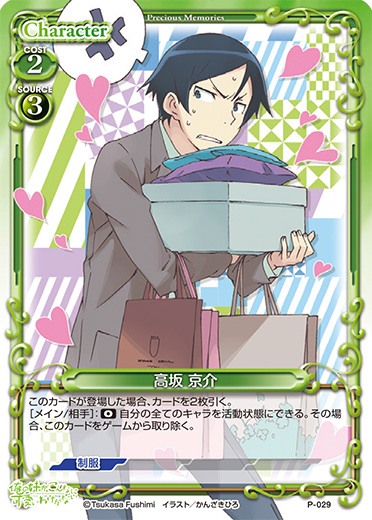 Precious Memories
Character
COST
2
SOURCE
3
高坂 京介
このカードが登場した場合、カードを2枚引く。
[メイン/相手]:0 自分の全てのキャラを活動状態にできる。その場
合、このカードをゲームから取り除く。
制服
©Tsukasa Fushimi イラスト/かんざきひろ
P-029